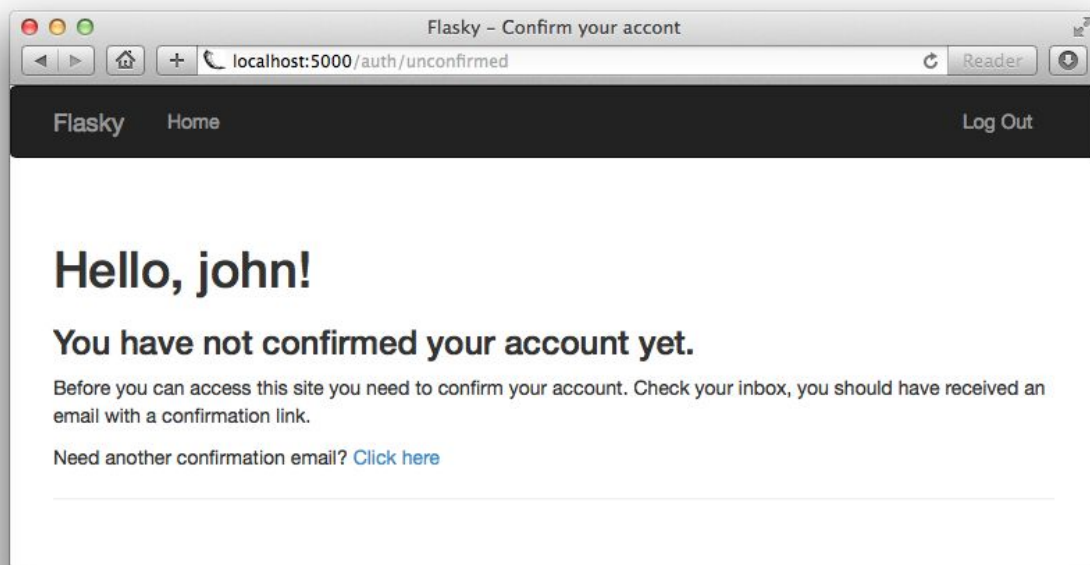 Flasky – Confirm your accont
localhost:5000/auth/unconfirmed
Reader
Flasky Home Log Out
Hello, john!
You have not confirmed your account yet.
Before you can access this site you need to confirm your account. Check your inbox, you should have received an
email with a confirmation link.
Need another confirmation email? Click here